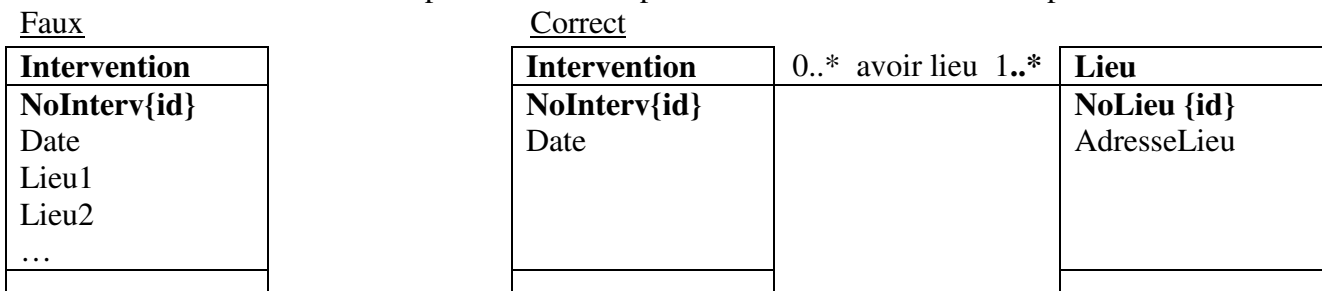 Faux
Correct
Intervention
NoInterv{id}
Date
Lieu1
Lieu2
…
Intervention
NoInterv{id}
Date
0..* avoir lieu 1..*
Lieu
NoLieu {id}
AdresseLieu